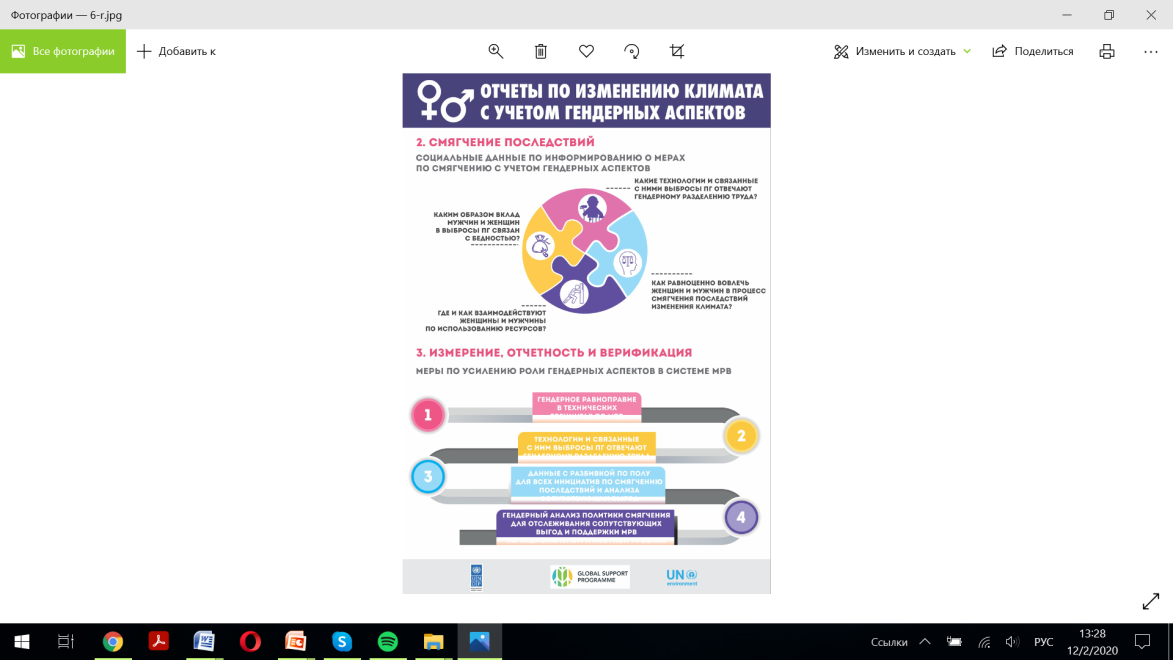 Фотографии — 6-r.jpg
Все фотографии
Добавить к
Изменить и создать
Поделиться
ОТЧЕТЫ ПО ИЗМЕНЕНИЮ КЛИМАТА
С УЧЕТОМ ГЕНДЕРНЫХ АСПЕКТОВ
2. СМЯГЧЕНИЕ ПОСЛЕДСТВИЙ
СОЦИАЛЬНЫЕ ДАННЫЕ ПО ИНФОРМИРОВАНИЮ О МЕРАХ
ПО СМЯГЧЕНИЮ С УЧЕТОМ ГЕНДЕРНЫХ АСПЕКТОВ
КАКИЕ ТЕХНОЛОГИИ И СВЯЗАННЫЕ
С НИМИ ВЫБРОСЫ ПГ ОТВЕЧАЮТ
ГЕНДЕРНОМУ РАЗДЕЛЕНИЮ ТРУДА?
КАКИМ ОБРАЗОМ ВКЛАД
МУЖЧИН И ЖЕНЩИН
В ВЫБРОСЫ ПГ СВЯЗАН
С БЕДНОСТЬЮ?
КАК РАВНОЦЕННО ВОВЛЕЧЬ
ЖЕНЩИН И МУЖЧИН В ПРОЦЕСС
СМЯГЧЕНИЯ ПОСЛЕДСТВИЙ
ИЗМЕНЕНИЯ КЛИМАТА?
ГДЕ И КАК ВЗАИМОДЕЙСТВУЮТ
ЖЕНЩИНЫ И МУЖЧИНЫ
ПО ИСПОЛЬЗОВАНИЮ РЕСУРСОВ?
3. ИЗМЕРЕНИЕ, ОТЧЕТНОСТЬ И ВЕРИФИКАЦИЯ
МЕРЫ ПО УСИЛЕНИЮ РОЛИ ГЕНДЕРНЫХ АСПЕКТОВ В СИСТЕМЕ МРВ
1
ГЕНДЕРНОЕ РАВНОПРАВИЕ
В ТЕХНИЧЕСКИХ
2
ТЕХНОЛОГИИ И СВЯЗАННЫЕ
С НИМ ВЫБРОСЫ ПГ ОТВЕЧАЮТ
ГЕНДЕРНОМУ РАЗДЕЛЕНИЮ ТРУДА
3
ДАННЫЕ С РАЗБИВКОЙ ПО ПОЛУ
ДЛЯ ВСЕХ ИНИЦИАТИВ ПО СМЯГЧЕНИЮ
ПОСЛЕДСТВИЙ И АНАЛИЗА
4
ГЕНДЕРНЫЙ АНАЛИЗ ПОЛИТИКИ СМЯГЧЕНИЯ
ДЛЯ ОТСЛЕЖИВАНИЯ СОПУТСТВУЮЩИХ
ВЫГОД И ПОДДЕРЖКИ МРВ
GLOBAL SUPPORT
PROGRAMME
UN
environment
Ссылки
РУС
13:28
12/2/2020